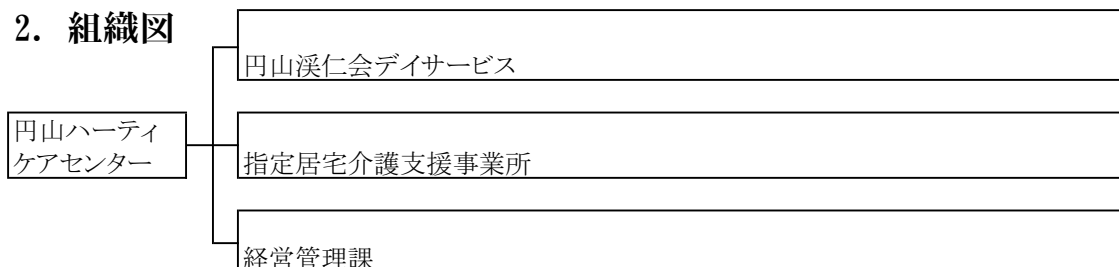 2. 組織図
円山渓仁会デイサービス
円山ハーティ
ケアセンター
指定居宅介護支援事業所
経営管理課